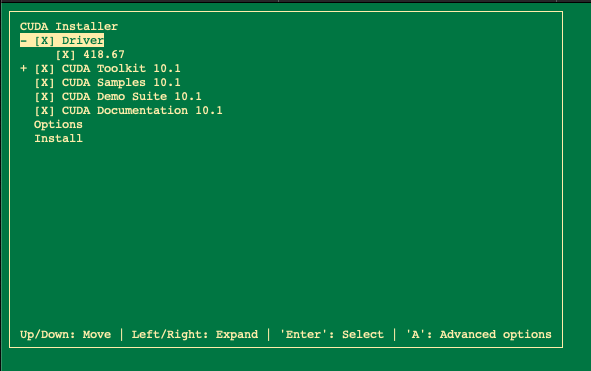 CUDA Installer
- [X] Driver
[X] 418.67
+ [X] CUDA Toolkit 10.1
[X] CUDA Samples 10.1
[X] CUDA Demo Suite 10.1
[X] CUDA Documentation 10.1
Options
Install
Up/Down: Move | Left/Right: Expand | 'Enter': Select | 'A': Advanced options